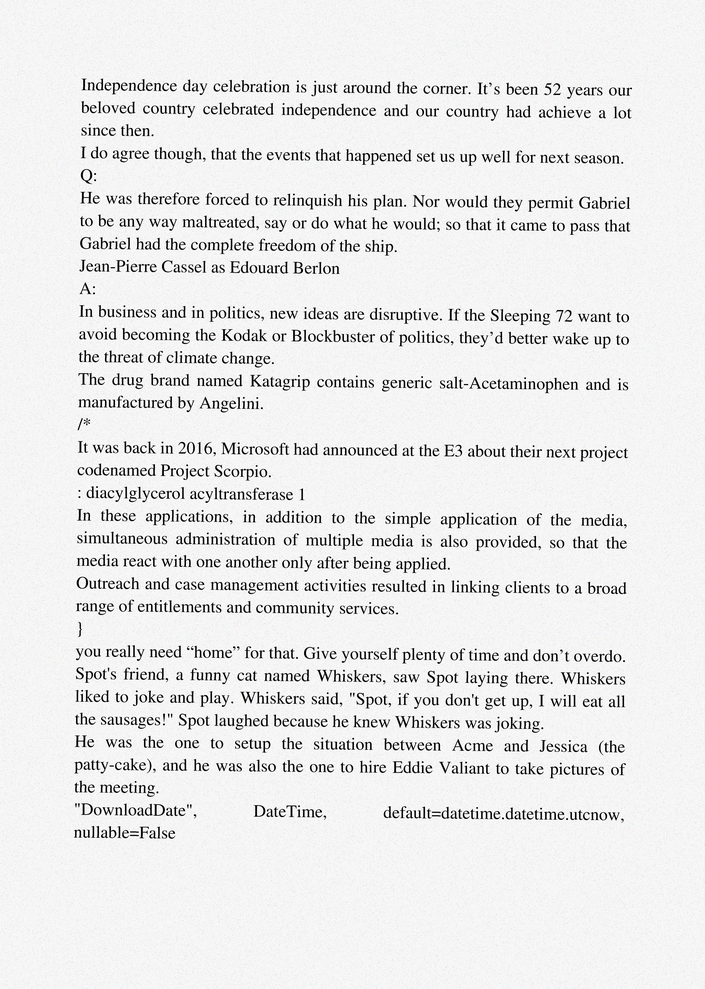 Independence day celebration is just around the corner. It’s been 52 years our
beloved country celebrated independence and our country had achieve a lot
since then.
I do agree though, that the events that happened set us up well for next season.
Q:
He was therefore forced to relinquish his plan. Nor would they permit Gabriel
to be any way maltreated, say or do what he would; so that it came to pass that
Gabriel had the complete freedom of the ship.
Jean-Pierre Cassel as Edouard Berlon
A:
In business and in politics, new ideas are disruptive. If the Sleeping 72 want to
avoid becoming the Kodak or Blockbuster of politics, they’d better wake up to
the threat of climate change.
The drug brand named Katagrip contains generic salt-Acetaminophen and is
manufactured by Angelini.
/*
It was back in 2016, Microsoft had announced at the E3 about their next project
codenamed Project Scorpio.
: diacylglycerol acyltransferase 1
In these applications, in addition to the simple application of the media,
simultaneous administration of multiple media is also provided, so that the
media react with one another only after being applied.
Outreach and case management activities resulted in linking clients to a broad
range of entitlements and community services.
}
you really need “home” for that. Give yourself plenty of time and don’t overdo.
Spot's friend, a funny cat named Whiskers, saw Spot laying there. Whiskers
liked to joke and play. Whiskers said, "Spot, if you don't get up, I will eat all
the sausages!" Spot laughed because he knew Whiskers was joking.
He was the one to setup the situation between Acme and Jessica (the
patty-cake), and he was also the one to hire Eddie Valiant to take pictures of
the meeting.
"DownloadDate", DateTime, default=datetime.datetime.utcnow,
nullable=False